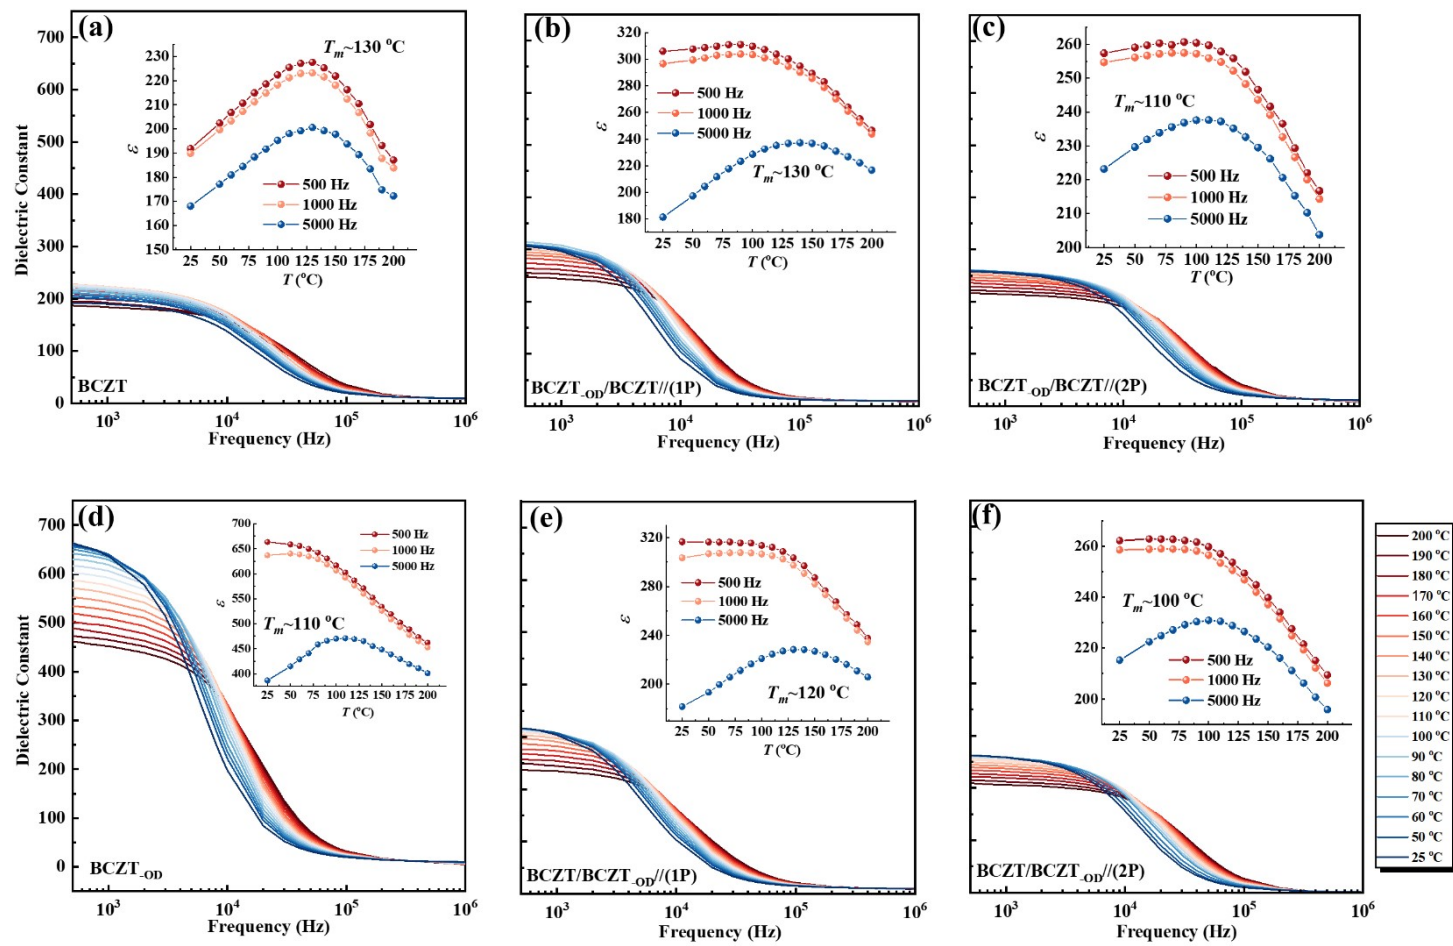 (a)
Tm~130 °C
230
220
210
200
190
180
170
160
150
ε
500 Hz
1000 Hz
5000 Hz
25 50 75 100 125 150 175 200
T (°C)
700
600
500
400
300
200
100
0
Dielectric Constant
BCZT
10³ 10⁴ 10⁵ 10⁶
Frequency (Hz)
(b)
320
300
280
260
240
220
200
180
ε
500 Hz
1000 Hz
5000 Hz
Tm~130 °C
25 50 75 100 125 150 175 200
T (°C)
BCZT-OD/BCZT//(1P)
10³ 10⁴ 10⁵ 10⁶
Frequency (Hz)
(c)
260
250
240
230
220
210
200
ε
Tm~110 °C
500 Hz
1000 Hz
5000 Hz
25 50 75 100 125 150 175 200
T (°C)
BCZT-OD/BCZT//(2P)
10³ 10⁴ 10⁵ 10⁶
Frequency (Hz)
(d)
700
650
600
550
500
450
400
ε
500 Hz
1000 Hz
5000 Hz
Tm~110 °C
25 50 75 100 125 150 175 200
T (°C)
700
600
500
400
300
200
100
0
Dielectric Constant
BCZT-OD
10³ 10⁴ 10⁵ 10⁶
Frequency (Hz)
(e)
320
280
240
200
ε
500 Hz
1000 Hz
5000 Hz
Tm~120 °C
25 50 75 100 125 150 175 200
T (°C)
BCZT/BCZT-OD//(1P)
10³ 10⁴ 10⁵ 10⁶
Frequency (Hz)
(f)
260
240
220
200
ε
Tm~100 °C
500 Hz
1000 Hz
5000 Hz
25 50 75 100 125 150 175 200
T (°C)
BCZT/BCZT-OD//(2P)
10³ 10⁴ 10⁵ 10⁶
Frequency (Hz)
200 °C
190 °C
180 °C
170 °C
160 °C
150 °C
140 °C
130 °C
120 °C
110 °C
100 °C
90 °C
80 °C
70 °C
60 °C
50 °C
25 °C